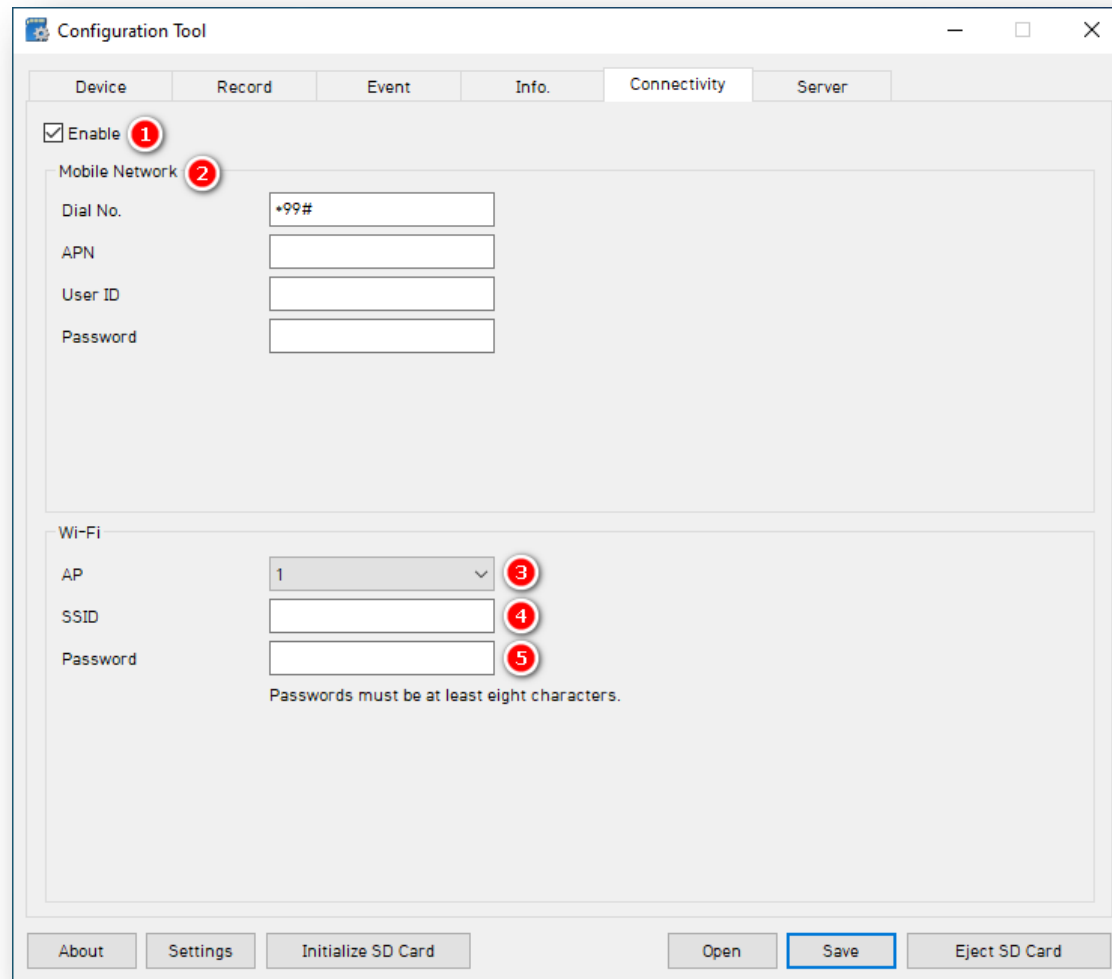 Configuration Tool
Device Record Event Info. Connectivity Server
Enable 1
Mobile Network 2
Dial No. *99#
APN
User ID
Password
Wi-Fi
AP 1 3
SSID 4
Password 5
Passwords must be at least eight characters.
About Settings Initialize SD Card Open Save Eject SD Card